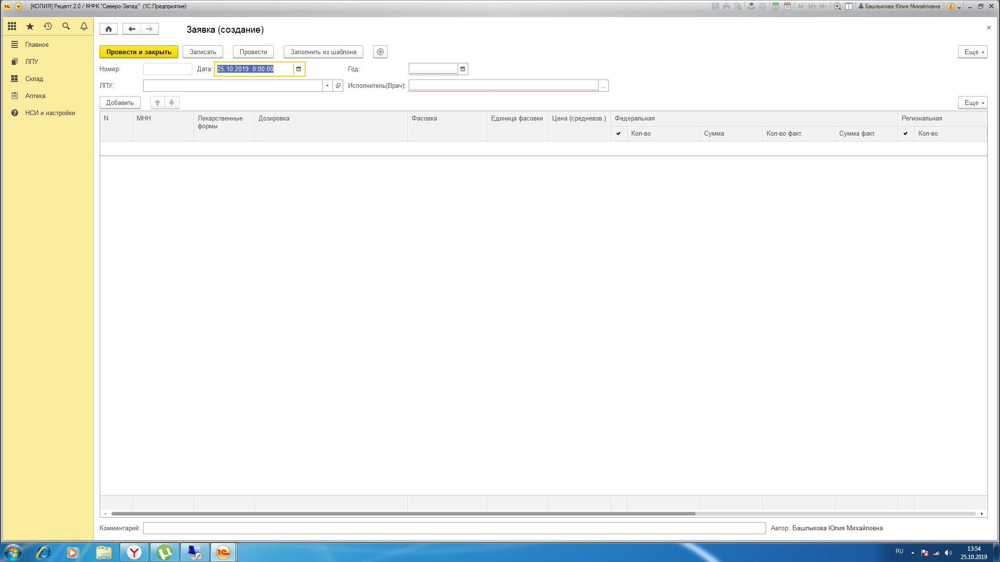 [КОПИЯ] Рецепт 2.0 / МФК "Северо-Запад" (1С:Предприятие)
M M+ M- Башлыкова Юлия Михайловна
Заявка (создание)
Главное
ЛПУ
Склад
Аптека
НСИ и настройки
Провести и закрыть Записать Провести Заполнить из шаблона Еще
Номер: Дата: 25.10.2019 0:00:00 Год:
ЛПУ: Исполнитель(Врач): ...
Добавить Еще
N МНН Лекарственные формы Дозировка Фасовка Единица фасовки Цена (средневзв.) Федеральная Региональная
Кол-во Сумма Кол-во факт. Сумма факт. Кол-во
Комментарий: Автор: Башлыкова Юлия Михайловна
RU 13:54
25.10.2019